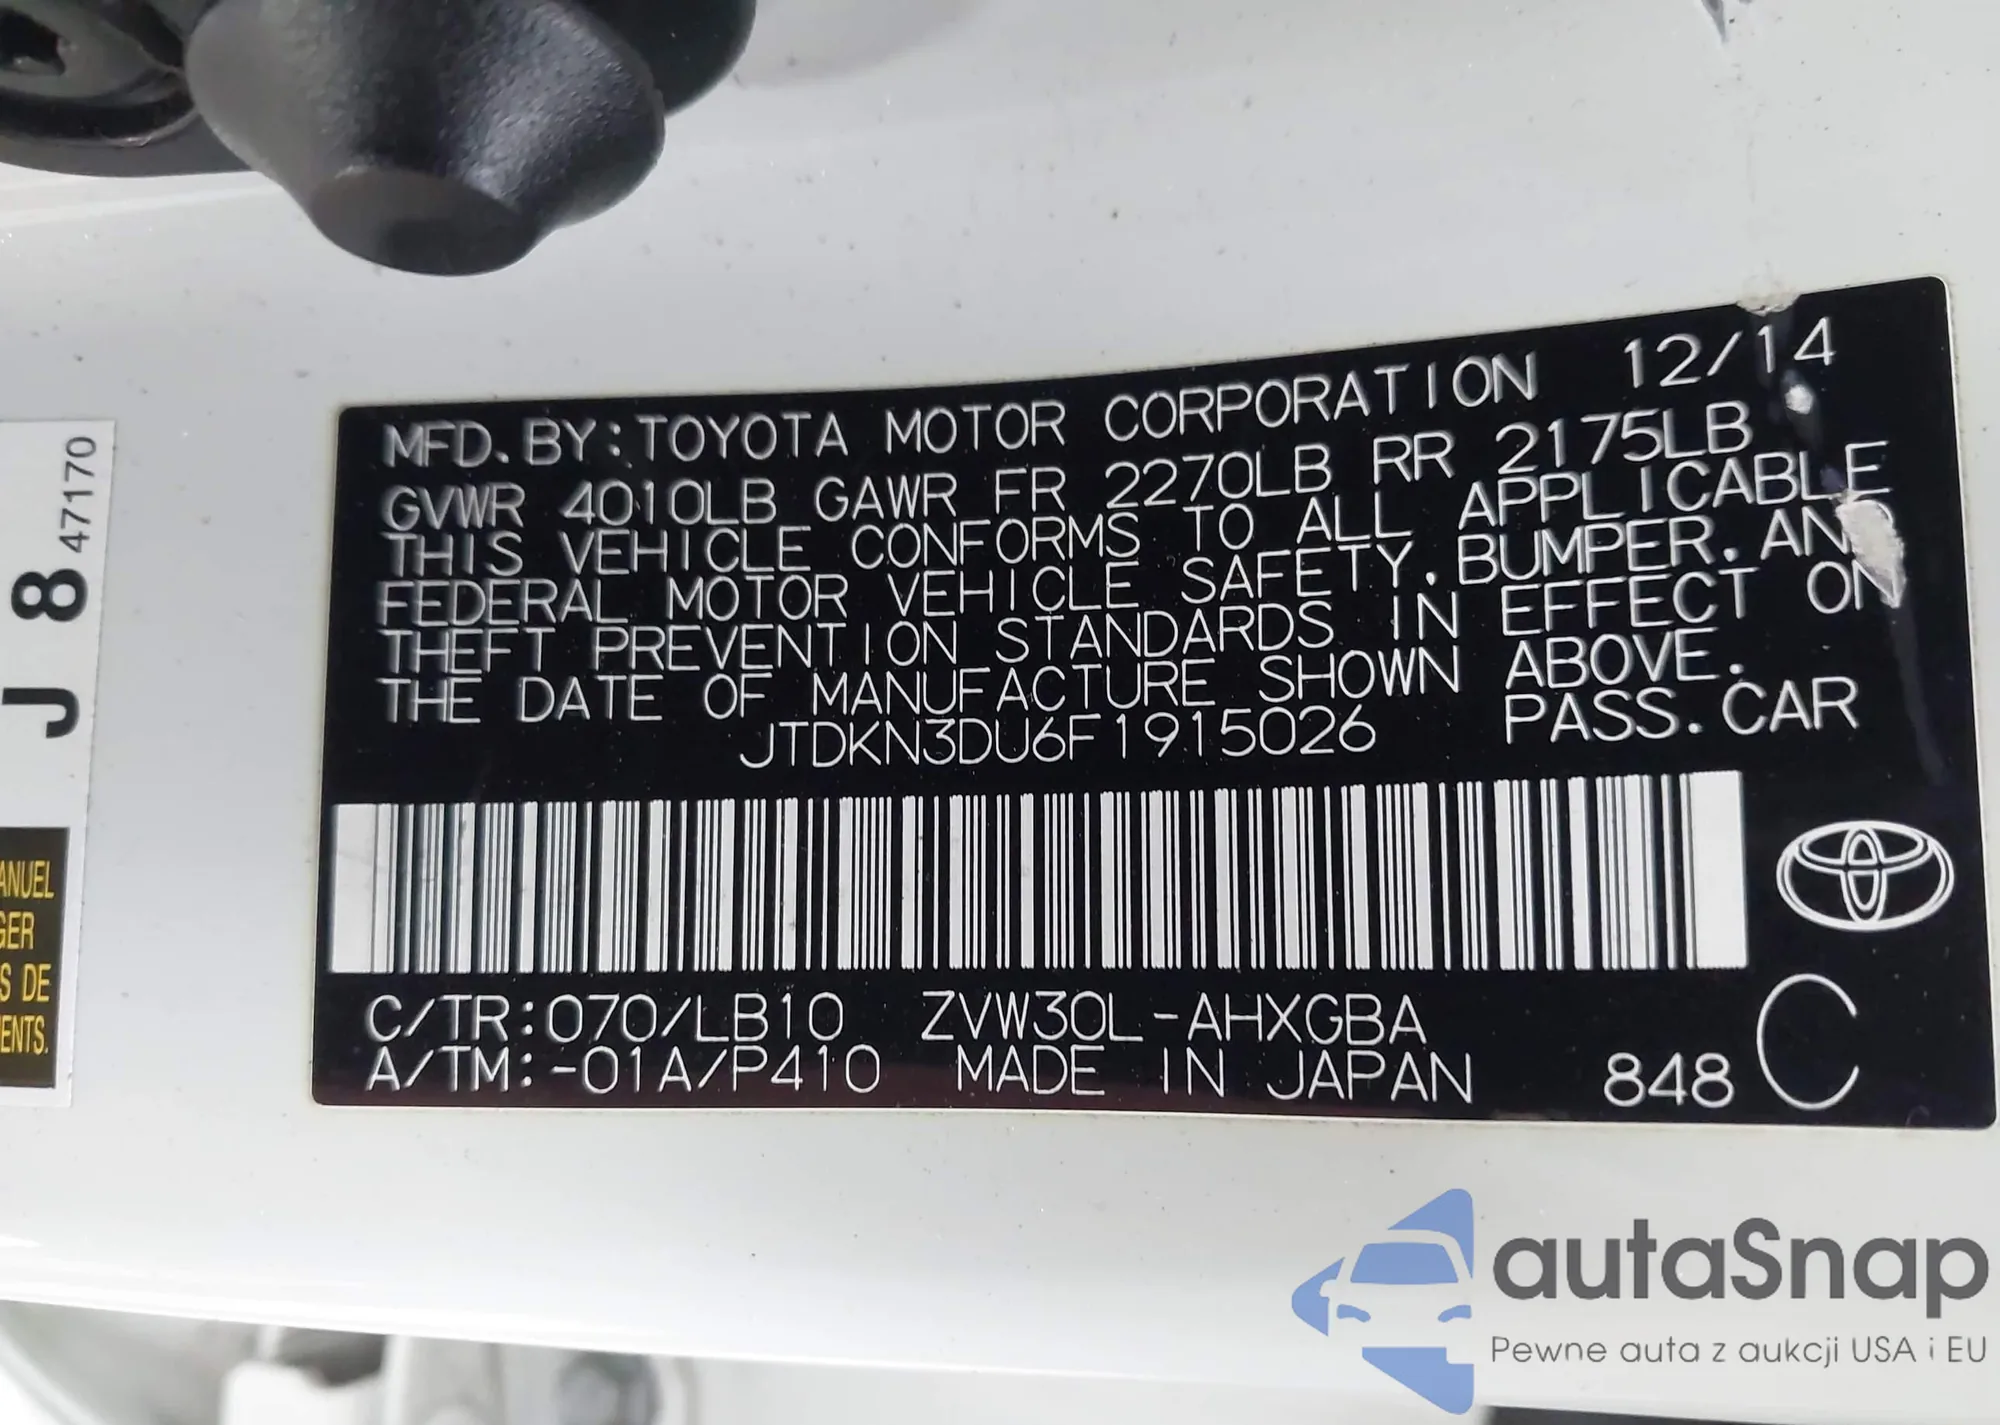 MFD.BY:TOYOTA MOTOR CORPORATION 12/14
GVWR 4010LB GAWR FR 2270LB RR 2175LB
THIS VEHICLE CONFORMS TO ALL APPLICABLE
FEDERAL MOTOR VEHICLE SAFETY.BUMPER.AND
THEFT PREVENTION STANDARDS IN EFFECT ON
THE DATE OF MANUFACTURE SHOWN ABOVE.
JTDKN3DU6F1915026 PASS.CAR
C/TR:070/LB10 ZVW30L-AHXGBA
A/TM:-01A/P410 MADE IN JAPAN 848 C
J 8 47170
ANUEL
GER
S DE
ENTS.
autaSnap
Pewne auta z aukcji USA i EU